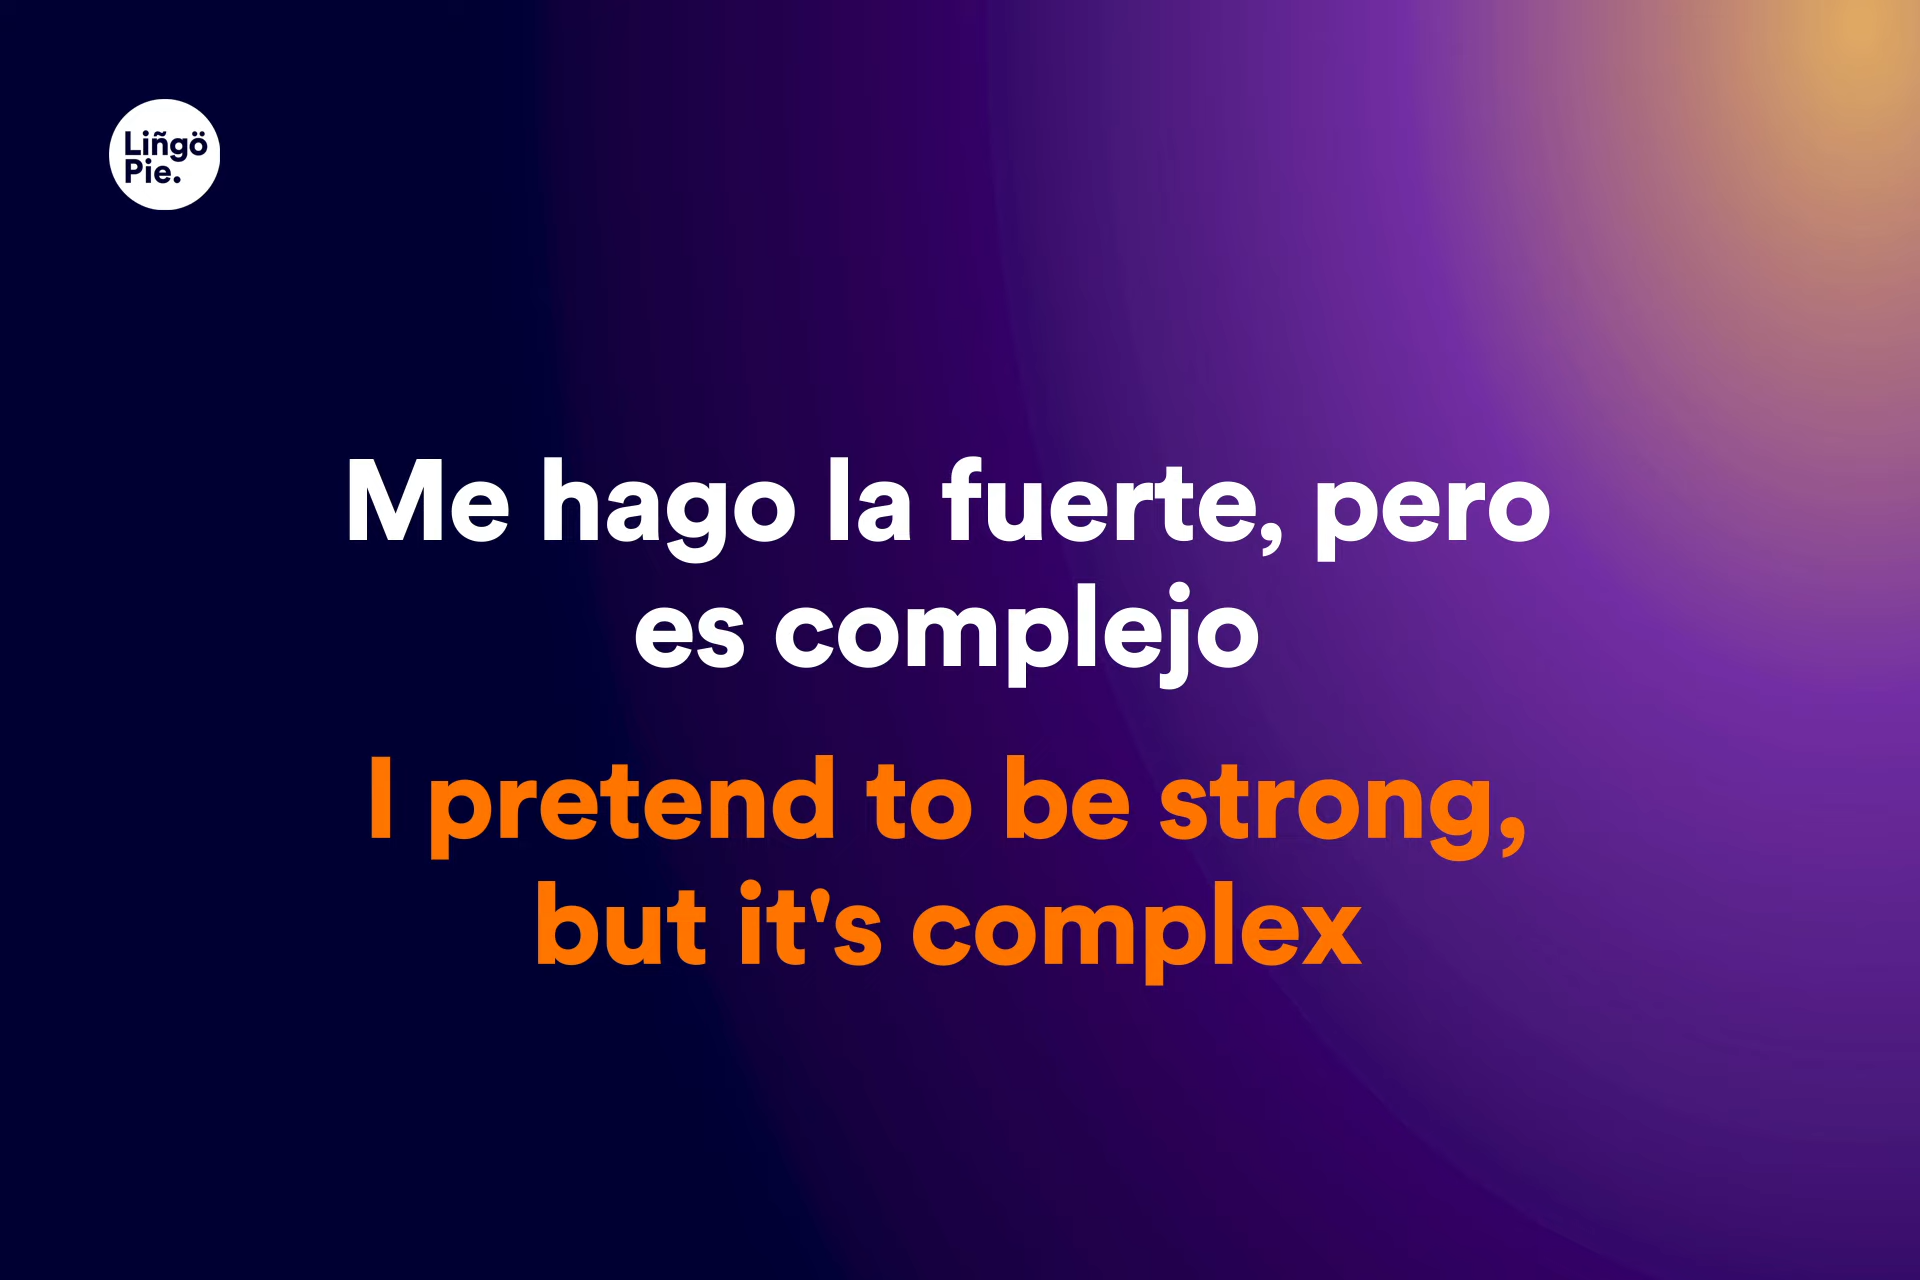 Liñgö
Pie.
Me hago la fuerte, pero
es complejo
I pretend to be strong,
but it's complex